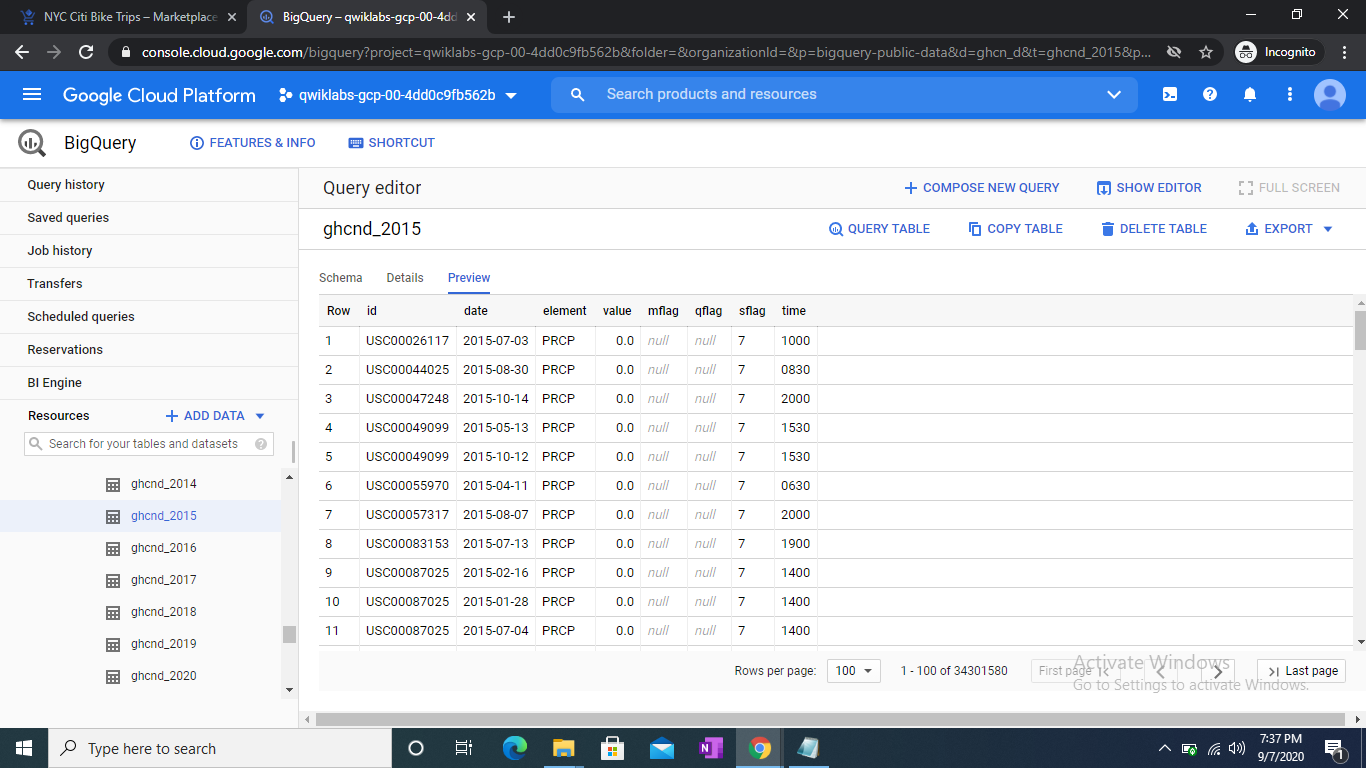 NYC Citi Bike Trips – Marketplace
BigQuery – qwiklabs-gcp-00-4dd
console.cloud.google.com/bigquery?project=qwiklabs-gcp-00-4dd0c9fb562b&folder=&organizationId=&p=bigquery-public-data&d=ghcn_d&t=ghcnd_2015&p...
Incognito
Google Cloud Platform
qwiklabs-gcp-00-4dd0c9fb562b
Search products and resources
BigQuery
FEATURES & INFO
SHORTCUT
Query history
Saved queries
Job history
Transfers
Scheduled queries
Reservations
BI Engine
Resources
+ ADD DATA
Search for your tables and datasets
ghcnd_2014
ghcnd_2015
ghcnd_2016
ghcnd_2017
ghcnd_2018
ghcnd_2019
ghcnd_2020
Query editor
+ COMPOSE NEW QUERY
SHOW EDITOR
FULL SCREEN
ghcnd_2015
QUERY TABLE
COPY TABLE
DELETE TABLE
EXPORT
Schema Details Preview
Row id date element value mflag qflag sflag time
1 USC00026117 2015-07-03 PRCP 0.0 null null 7 1000
2 USC00044025 2015-08-30 PRCP 0.0 null null 7 0830
3 USC00047248 2015-10-14 PRCP 0.0 null null 7 2000
4 USC00049099 2015-05-13 PRCP 0.0 null null 7 1530
5 USC00049099 2015-10-12 PRCP 0.0 null null 7 1530
6 USC00055970 2015-04-11 PRCP 0.0 null null 7 0630
7 USC00057317 2015-08-07 PRCP 0.0 null null 7 2000
8 USC00083153 2015-07-13 PRCP 0.0 null null 7 1900
9 USC00087025 2015-02-16 PRCP 0.0 null null 7 1400
10 USC00087025 2015-01-28 PRCP 0.0 null null 7 1400
11 USC00087025 2015-07-04 PRCP 0.0 null null 7 1400
Rows per page: 100 1 - 100 of 34301580 First page Last page
Activate Windows
Go to Settings to activate Windows.
Type here to search
7:37 PM
9/7/2020
1